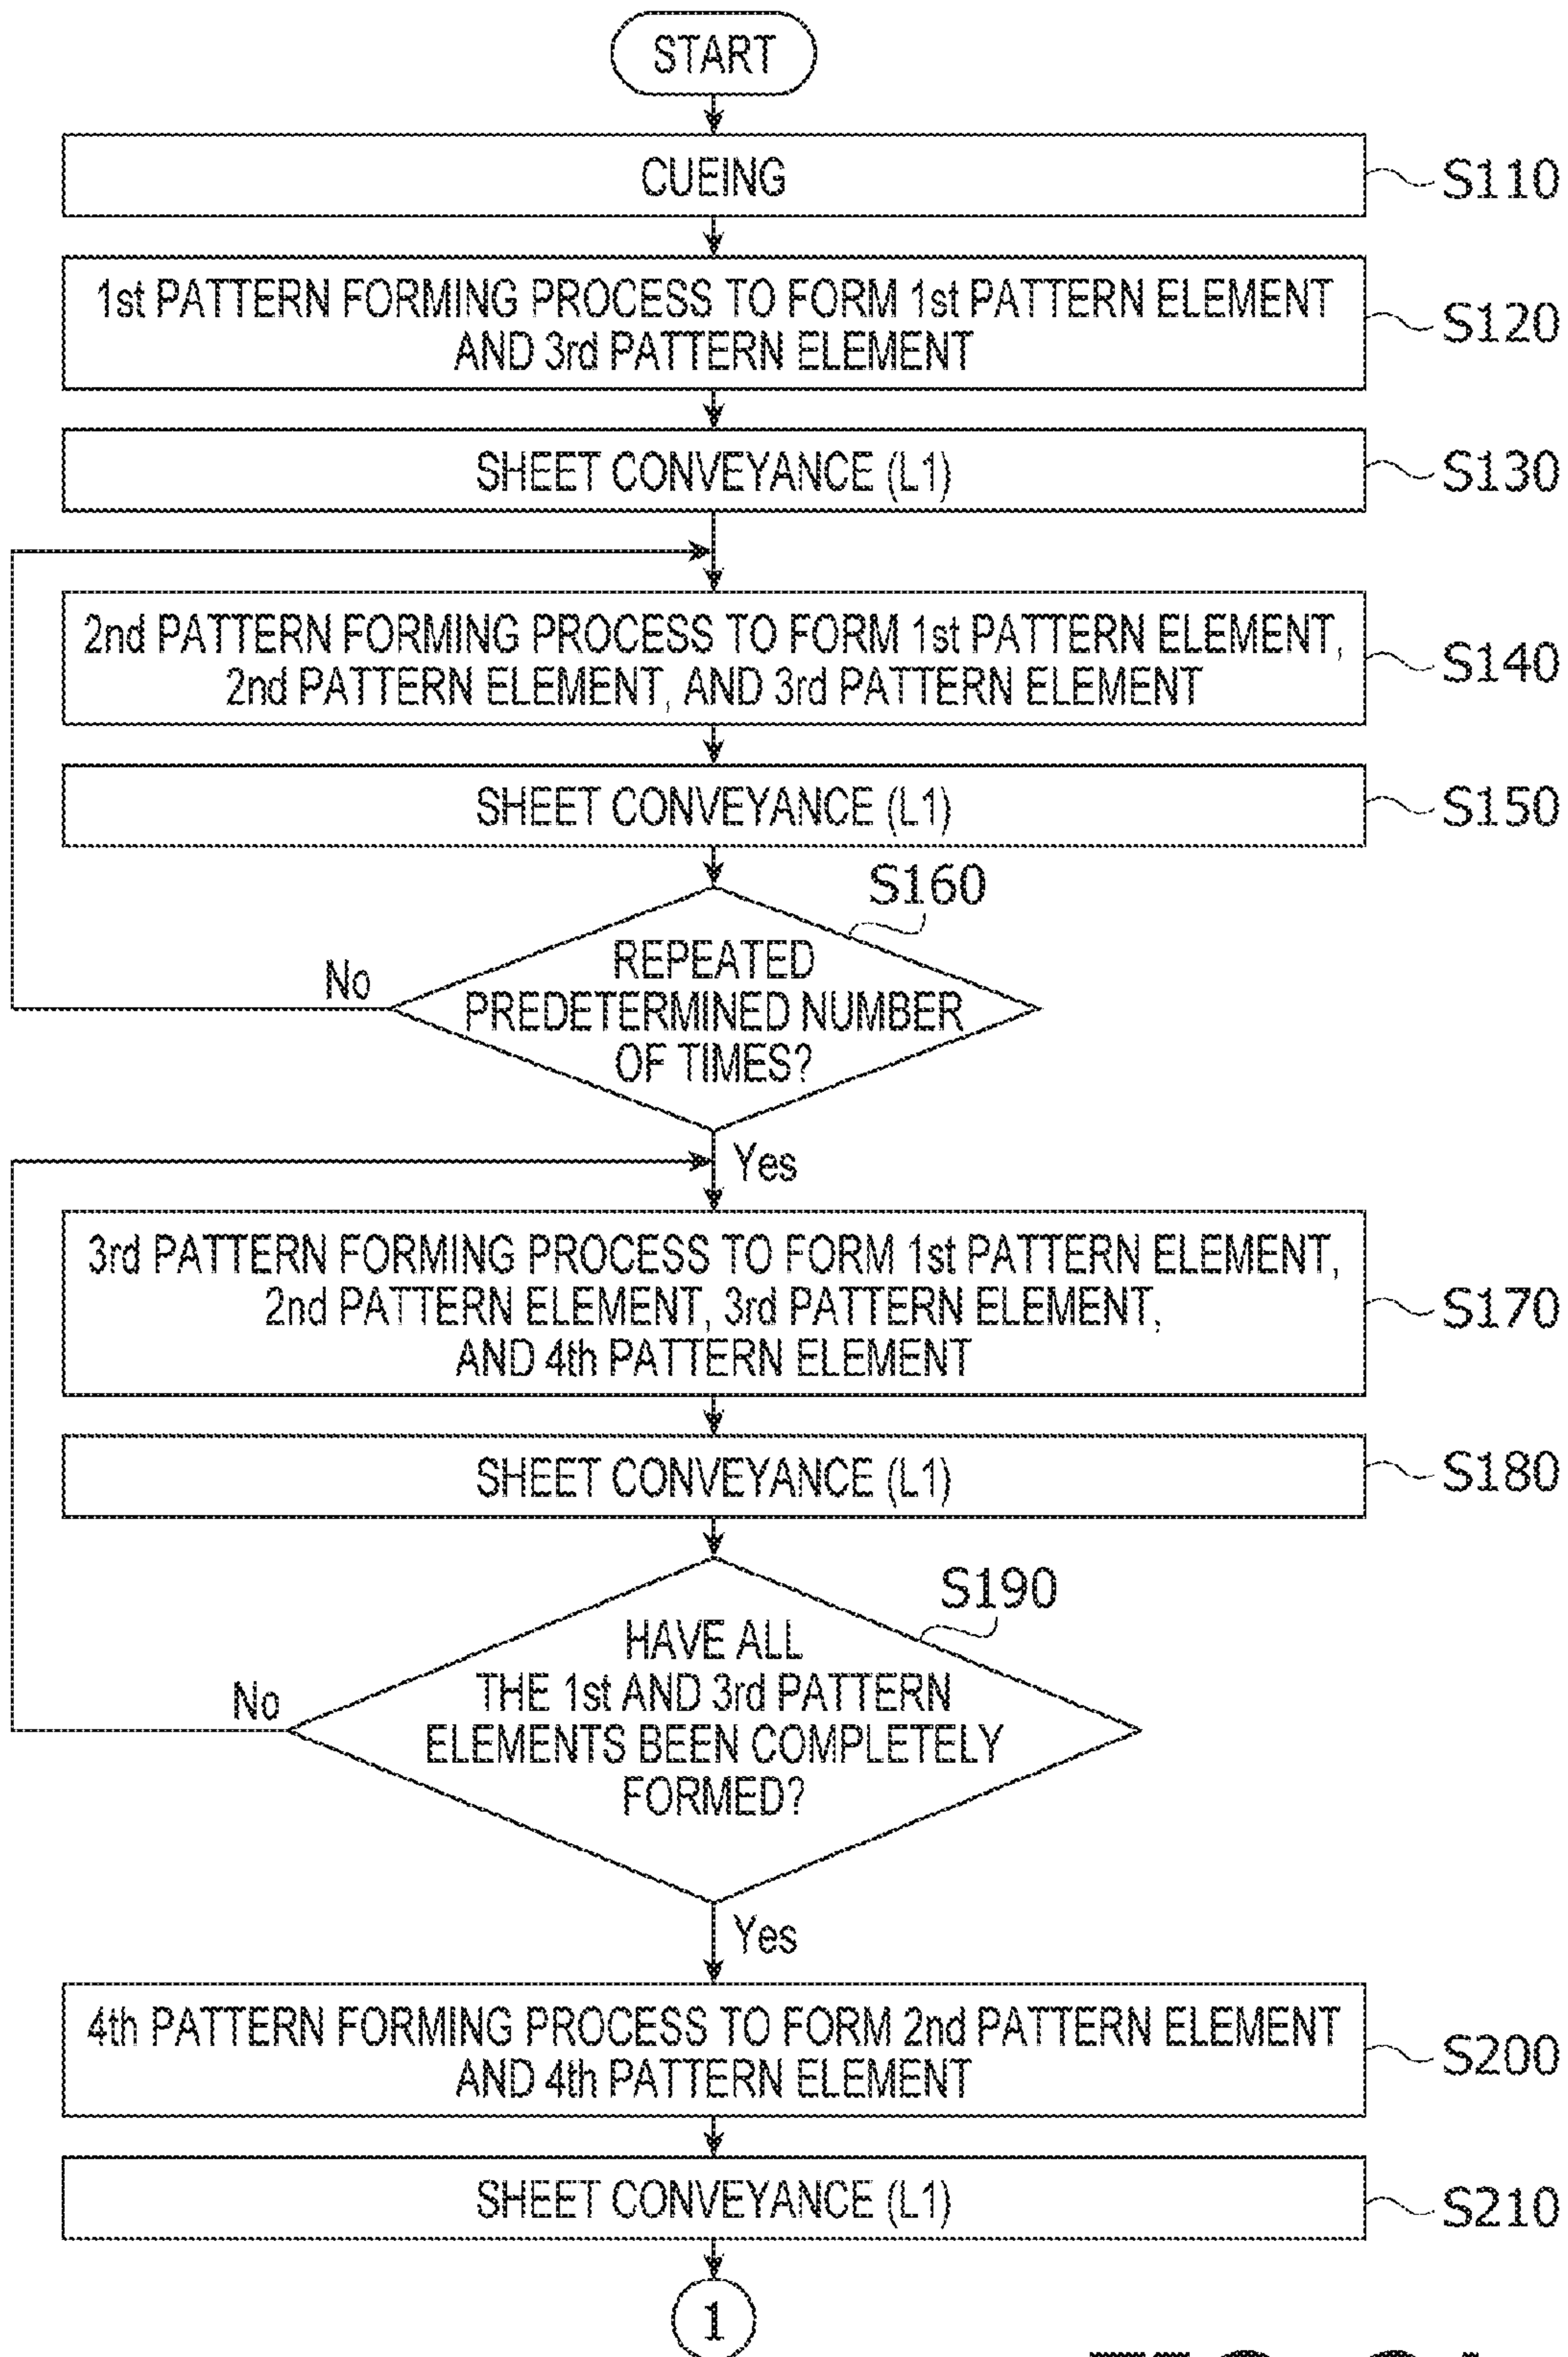 START
CUEING
S110
1st PATTERN FORMING PROCESS TO FORM 1st PATTERN ELEMENT
AND 3rd PATTERN ELEMENT
S120
SHEET CONVEYANCE (L1)
S130
2nd PATTERN FORMING PROCESS TO FORM 1st PATTERN ELEMENT,
2nd PATTERN ELEMENT, AND 3rd PATTERN ELEMENT
S140
SHEET CONVEYANCE (L1)
S150
S160
REPEATED
PREDETERMINED NUMBER
OF TIMES?
No
Yes
3rd PATTERN FORMING PROCESS TO FORM 1st PATTERN ELEMENT,
2nd PATTERN ELEMENT, 3rd PATTERN ELEMENT,
AND 4th PATTERN ELEMENT
S170
SHEET CONVEYANCE (L1)
S180
S190
HAVE ALL
THE 1st AND 3rd PATTERN
ELEMENTS BEEN COMPLETELY
FORMED?
No
Yes
4th PATTERN FORMING PROCESS TO FORM 2nd PATTERN ELEMENT
AND 4th PATTERN ELEMENT
S200
SHEET CONVEYANCE (L1)
S210
1